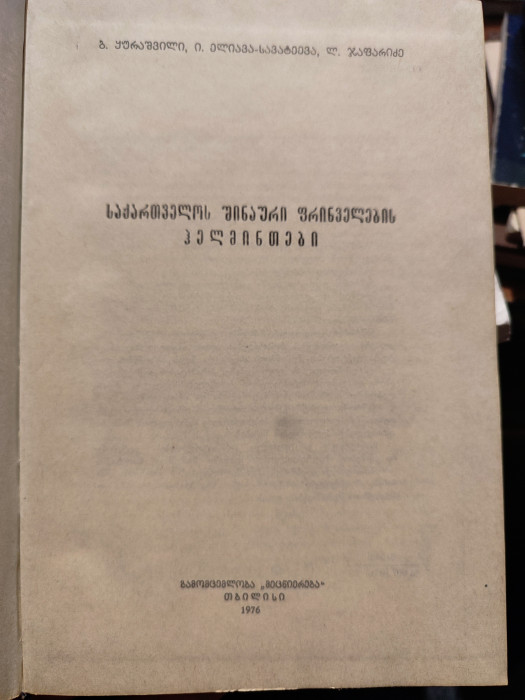 ბ. ყურაშვილი, ი. ელიავა-სავატეევა, ლ. ჯაფარიძე
საქართველოს შინაური ფრინველების
ჰელმინთები
გამომცემლობა „მეცნიერება“
თბილისი
1976